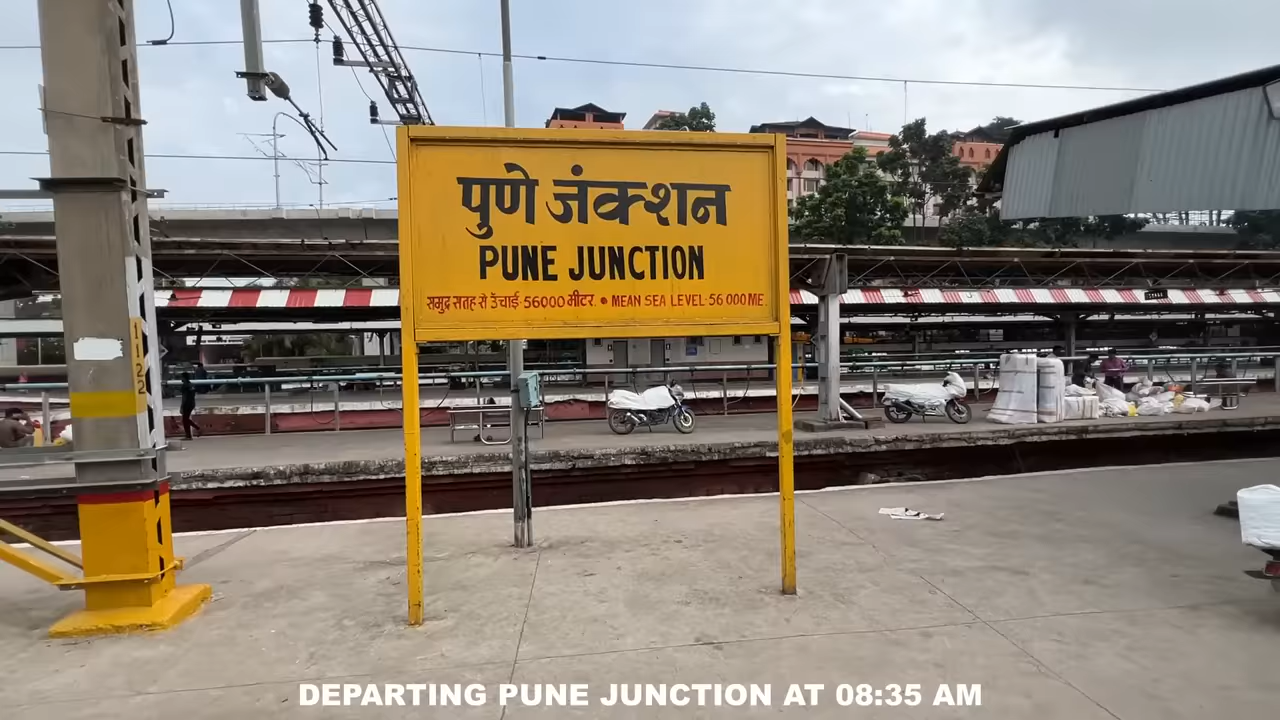 पुणे जंक्शन
PUNE JUNCTION
समुद्र सतह से ऊँचाई 56000 मीटर. • MEAN SEA LEVEL-56 000 ME.
1122
DEPARTING PUNE JUNCTION AT 08:35 AM